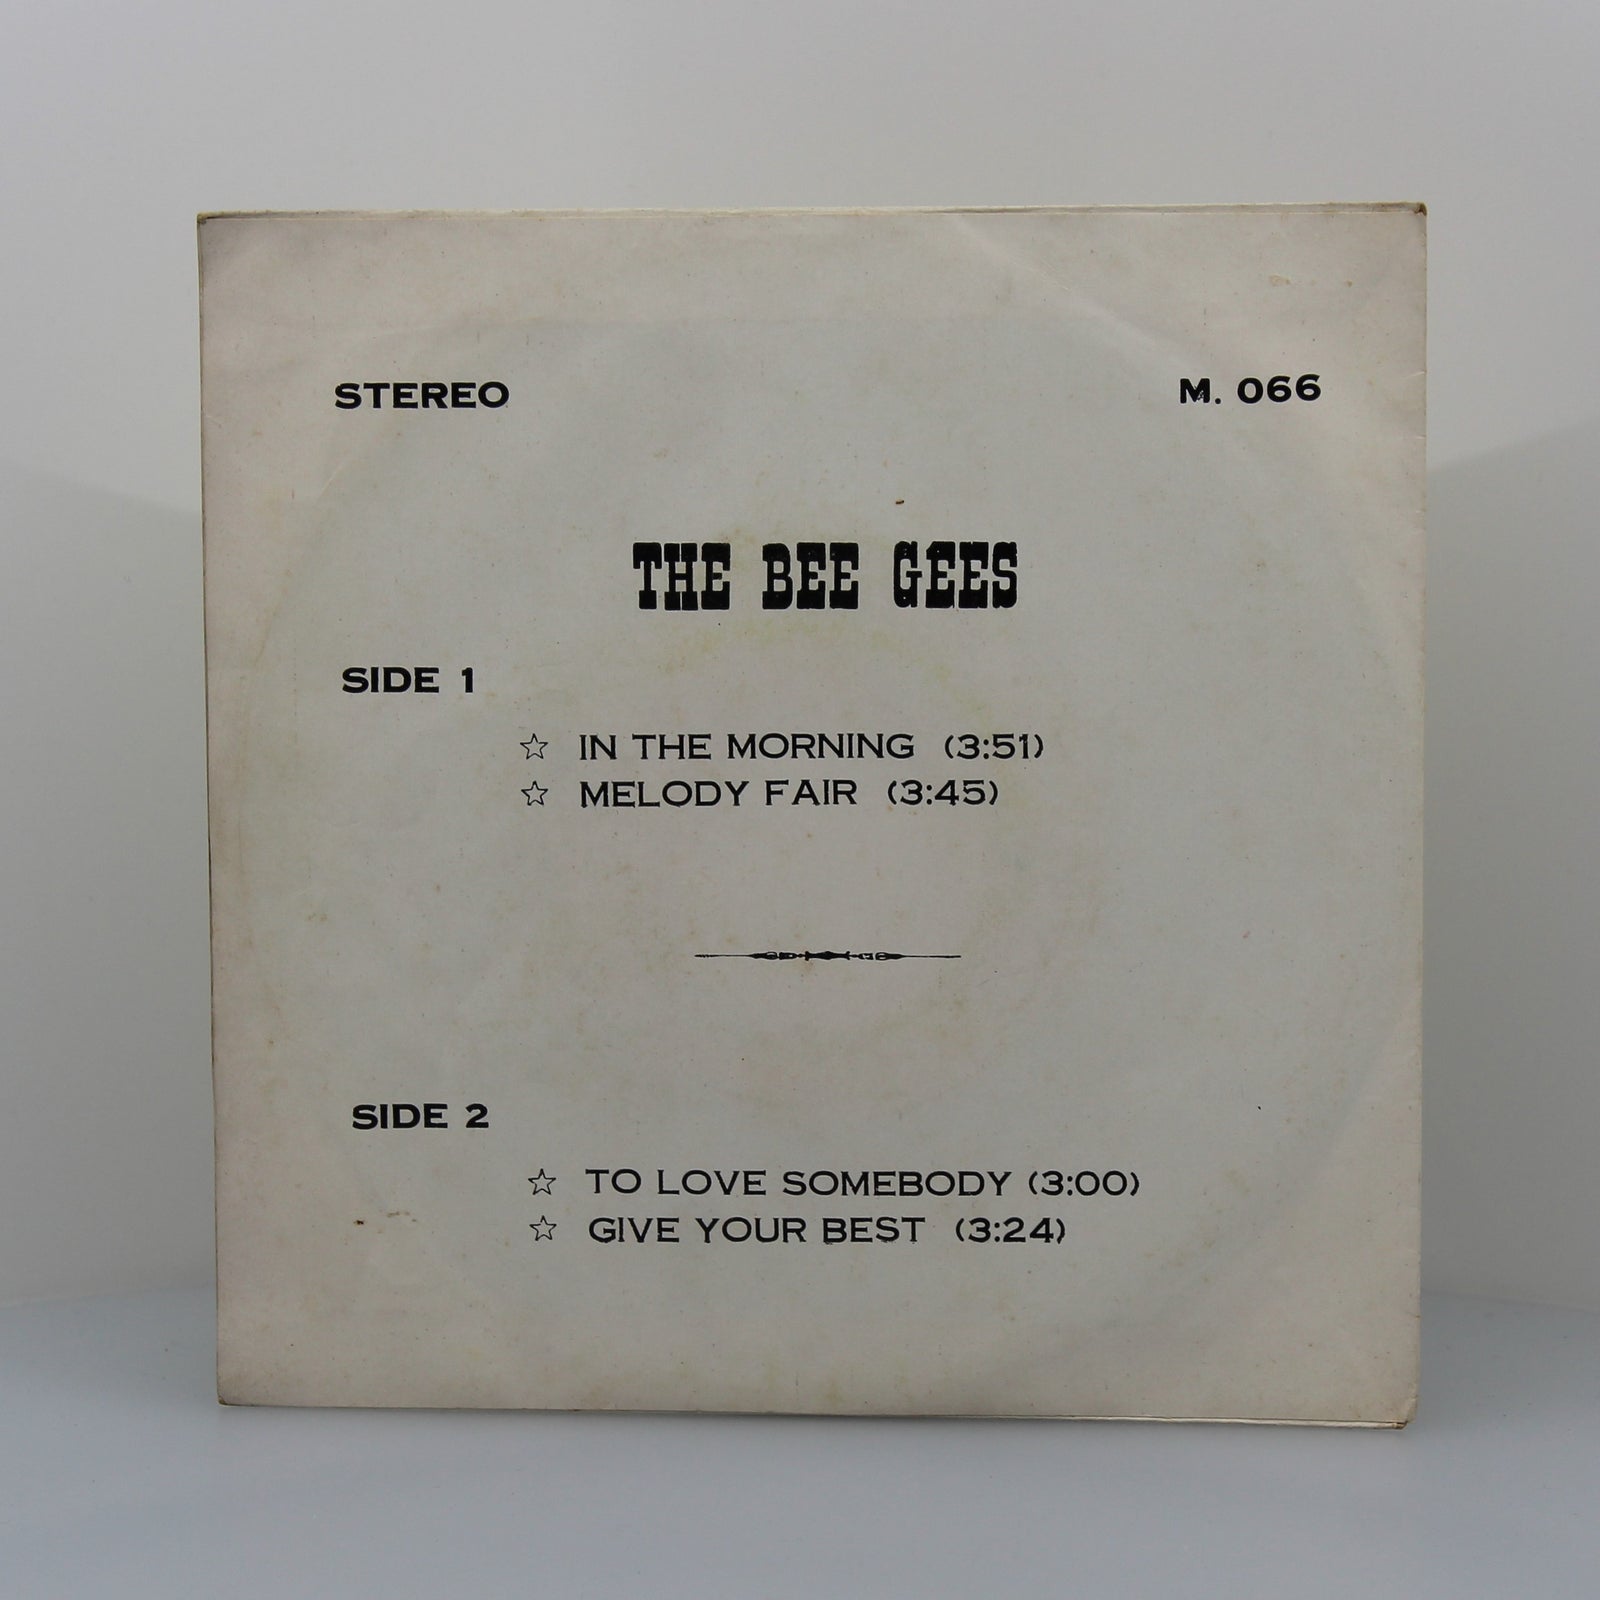 STEREO M. 066
THE BEE GEES
SIDE 1
☆ IN THE MORNING (3:51)
☆ MELODY FAIR (3:45)
SIDE 2
☆ TO LOVE SOMEBODY (3:00)
☆ GIVE YOUR BEST (3:24)